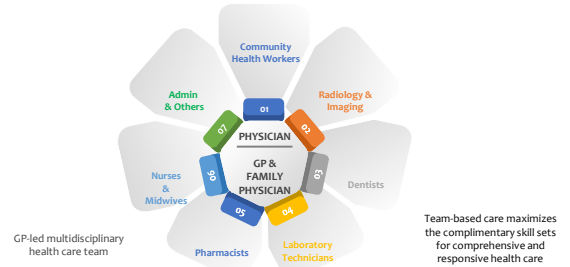 Community
Health Workers
Admin
& Others
Radiology &
Imaging
01
07
02
PHYSICIAN
GP &
FAMILY
PHYSICIAN
06
03
Nurses
&
Midwives
Dentists
05
04
Pharmacists
Laboratory
Technicians
GP-led multidisciplinary
health care team
Team-based care maximizes
the complimentary skill sets
for comprehensive and
responsive health care